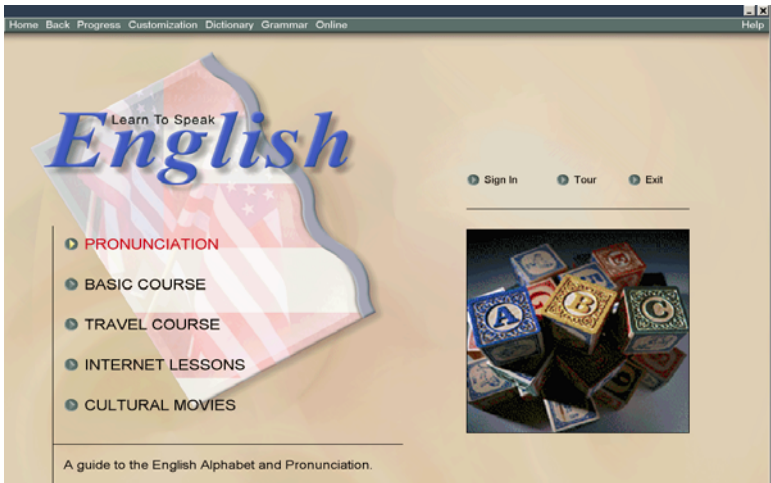 Home Back Progress Customization Dictionary Grammar Online Help
Learn To Speak
English
Sign In Tour Exit
PRONUNCIATION
BASIC COURSE
TRAVEL COURSE
INTERNET LESSONS
CULTURAL MOVIES
A B C
A guide to the English Alphabet and Pronunciation.